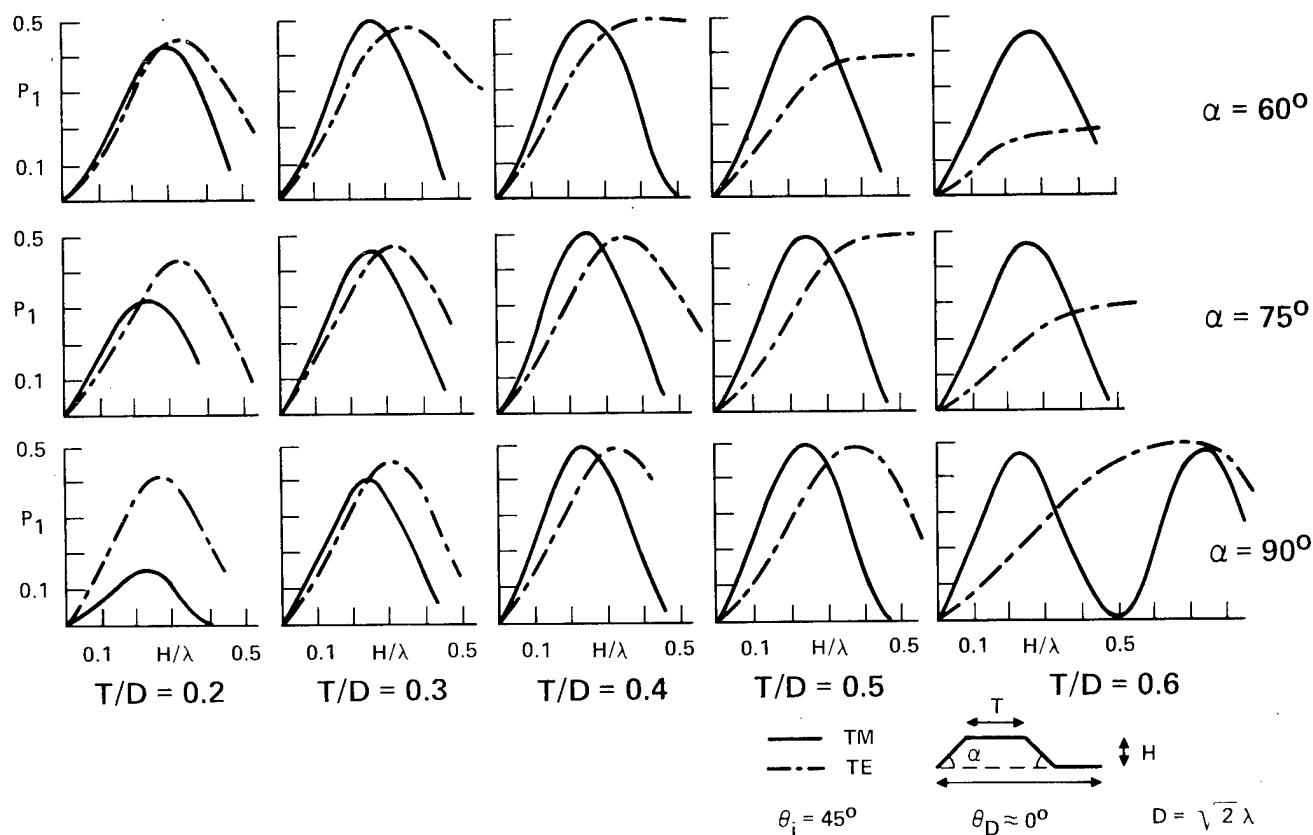 0.5
P1
0.1
α = 60°
0.5
P1
0.1
α = 75°
0.5
P1
0.1
α = 90°
0.1 H/λ 0.5 0.1 H/λ 0.5 0.1 H/λ 0.5 0.1 H/λ 0.5 0.1 H/λ 0.5
T/D = 0.2 T/D = 0.3 T/D = 0.4 T/D = 0.5 T/D = 0.6
T
TM
TE
α
H
θi = 45° θD ≈ 0° D = √2 λ